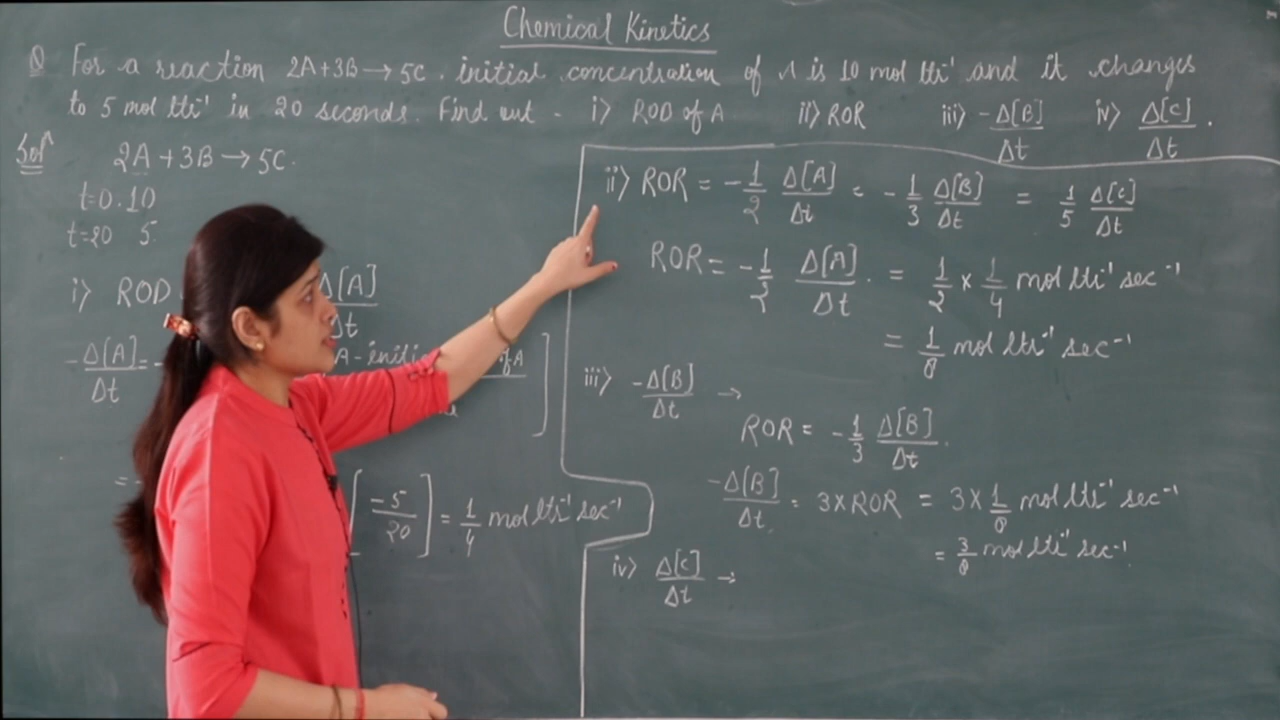 Chemical Kinetics
Q For a reaction 2A+3B→5C. initial concentration of A is 10 mol ltr⁻¹ and it changes
to 5 mol ltr⁻¹ in 20 seconds. Find out - i> ROD of A ii> ROR iii> -Δ[B]/Δt iv> Δ[C]/Δt.
Solⁿ 2A+3B→5C.
t=0. 10
t=20 5
i> ROD Δ[A]/Δt
-Δ[A]/Δt = - A-initi of A
= - [-5/20] = 1/4 mol ltr⁻¹ sec⁻¹
ii> ROR = -1/2 Δ[A]/Δt = -1/3 Δ[B]/Δt = 1/5 Δ[C]/Δt
ROR = -1/2 Δ[A]/Δt. = 1/2 × 1/4 mol ltr⁻¹ sec⁻¹
= 1/8 mol ltr⁻¹ sec⁻¹
iii> -Δ[B]/Δt →
ROR = -1/3 Δ[B]/Δt.
-Δ[B]/Δt = 3×ROR = 3×1/8 mol ltr⁻¹ sec⁻¹
= 3/8 mol ltr⁻¹ sec⁻¹.
iv> Δ[C]/Δt →